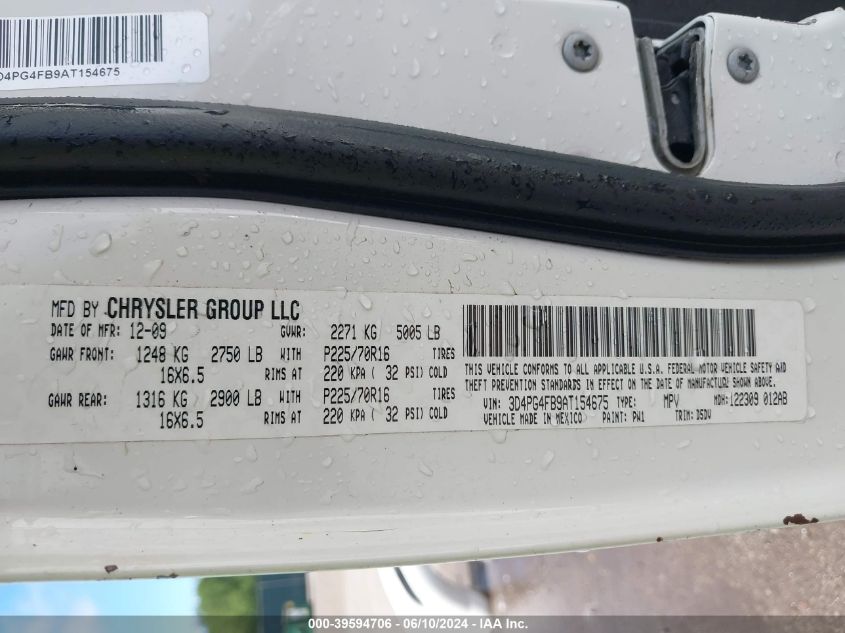 D4PG4FB9AT154675
MFD BY CHRYSLER GROUP LLC
DATE OF MFR: 12-09 GVWR: 2271 KG 5005 LB
GAWR FRONT: 1248 KG 2750 LB WITH P225/70R16 TIRES
16X6.5 RIMS AT 220 KPA ( 32 PSI) COLD
GAWR REAR: 1316 KG 2900 LB WITH P225/70R16 TIRES
16X6.5 RIMS AT 220 KPA ( 32 PSI) COLD
THIS VEHICLE CONFORMS TO ALL APPLICABLE U.S.A. FEDERAL MOTOR VEHICLE SAFETY AND
THEFT PREVENTION STANDARDS IN EFFECT ON THE DATE OF MANUFACTURE SHOWN ABOVE.
VIN: 3D4PG4FB9AT154675 TYPE: MPV MDH: 122309 012AB
VEHICLE MADE IN MEXICO PAINT: PW1 TRIM: D5DV
000-39594706 - 06/10/2024 - IAA Inc.